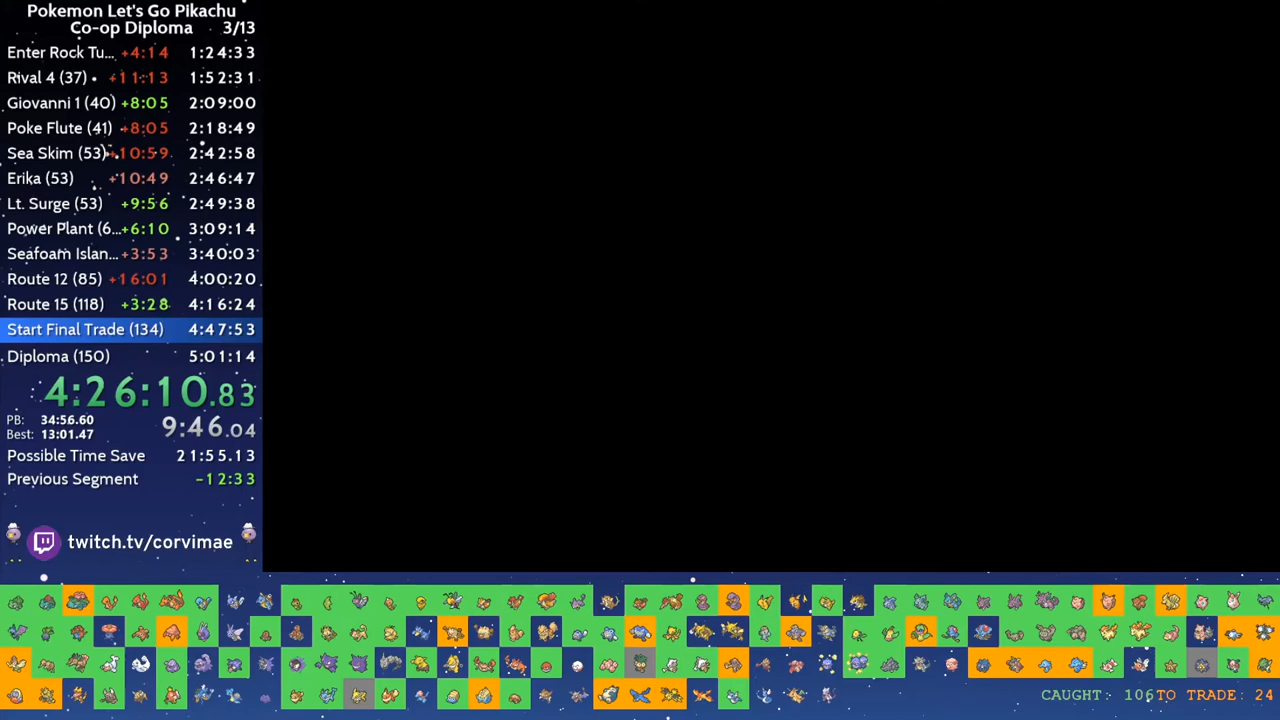 Pokemon Let's Go Pikachu
Co-op Diploma 3/13
Enter Rock Tu... +4:14 1:24:33
Rival 4 (37) +11:13 1:52:31
Giovanni 1 (40) +8:05 2:09:00
Poke Flute (41) +8:05 2:18:49
Sea Skim (53) +10:59 2:42:58
Erika (53) +10:49 2:46:47
Lt. Surge (53) +9:56 2:49:38
Power Plant (6... +6:10 3:09:14
Seafoam Islan... +3:53 3:40:03
Route 12 (85) +16:01 4:00:20
Route 15 (118) +3:28 4:16:24
Start Final Trade (134) 4:47:53
Diploma (150) 5:01:14
4:26:10.83
PB: 34:56.60 9:46.04
Best: 13:01.47
Possible Time Save 21:55.13
Previous Segment -12:33
twitch.tv/corvimae
CAUGHT: 106 TO TRADE: 24